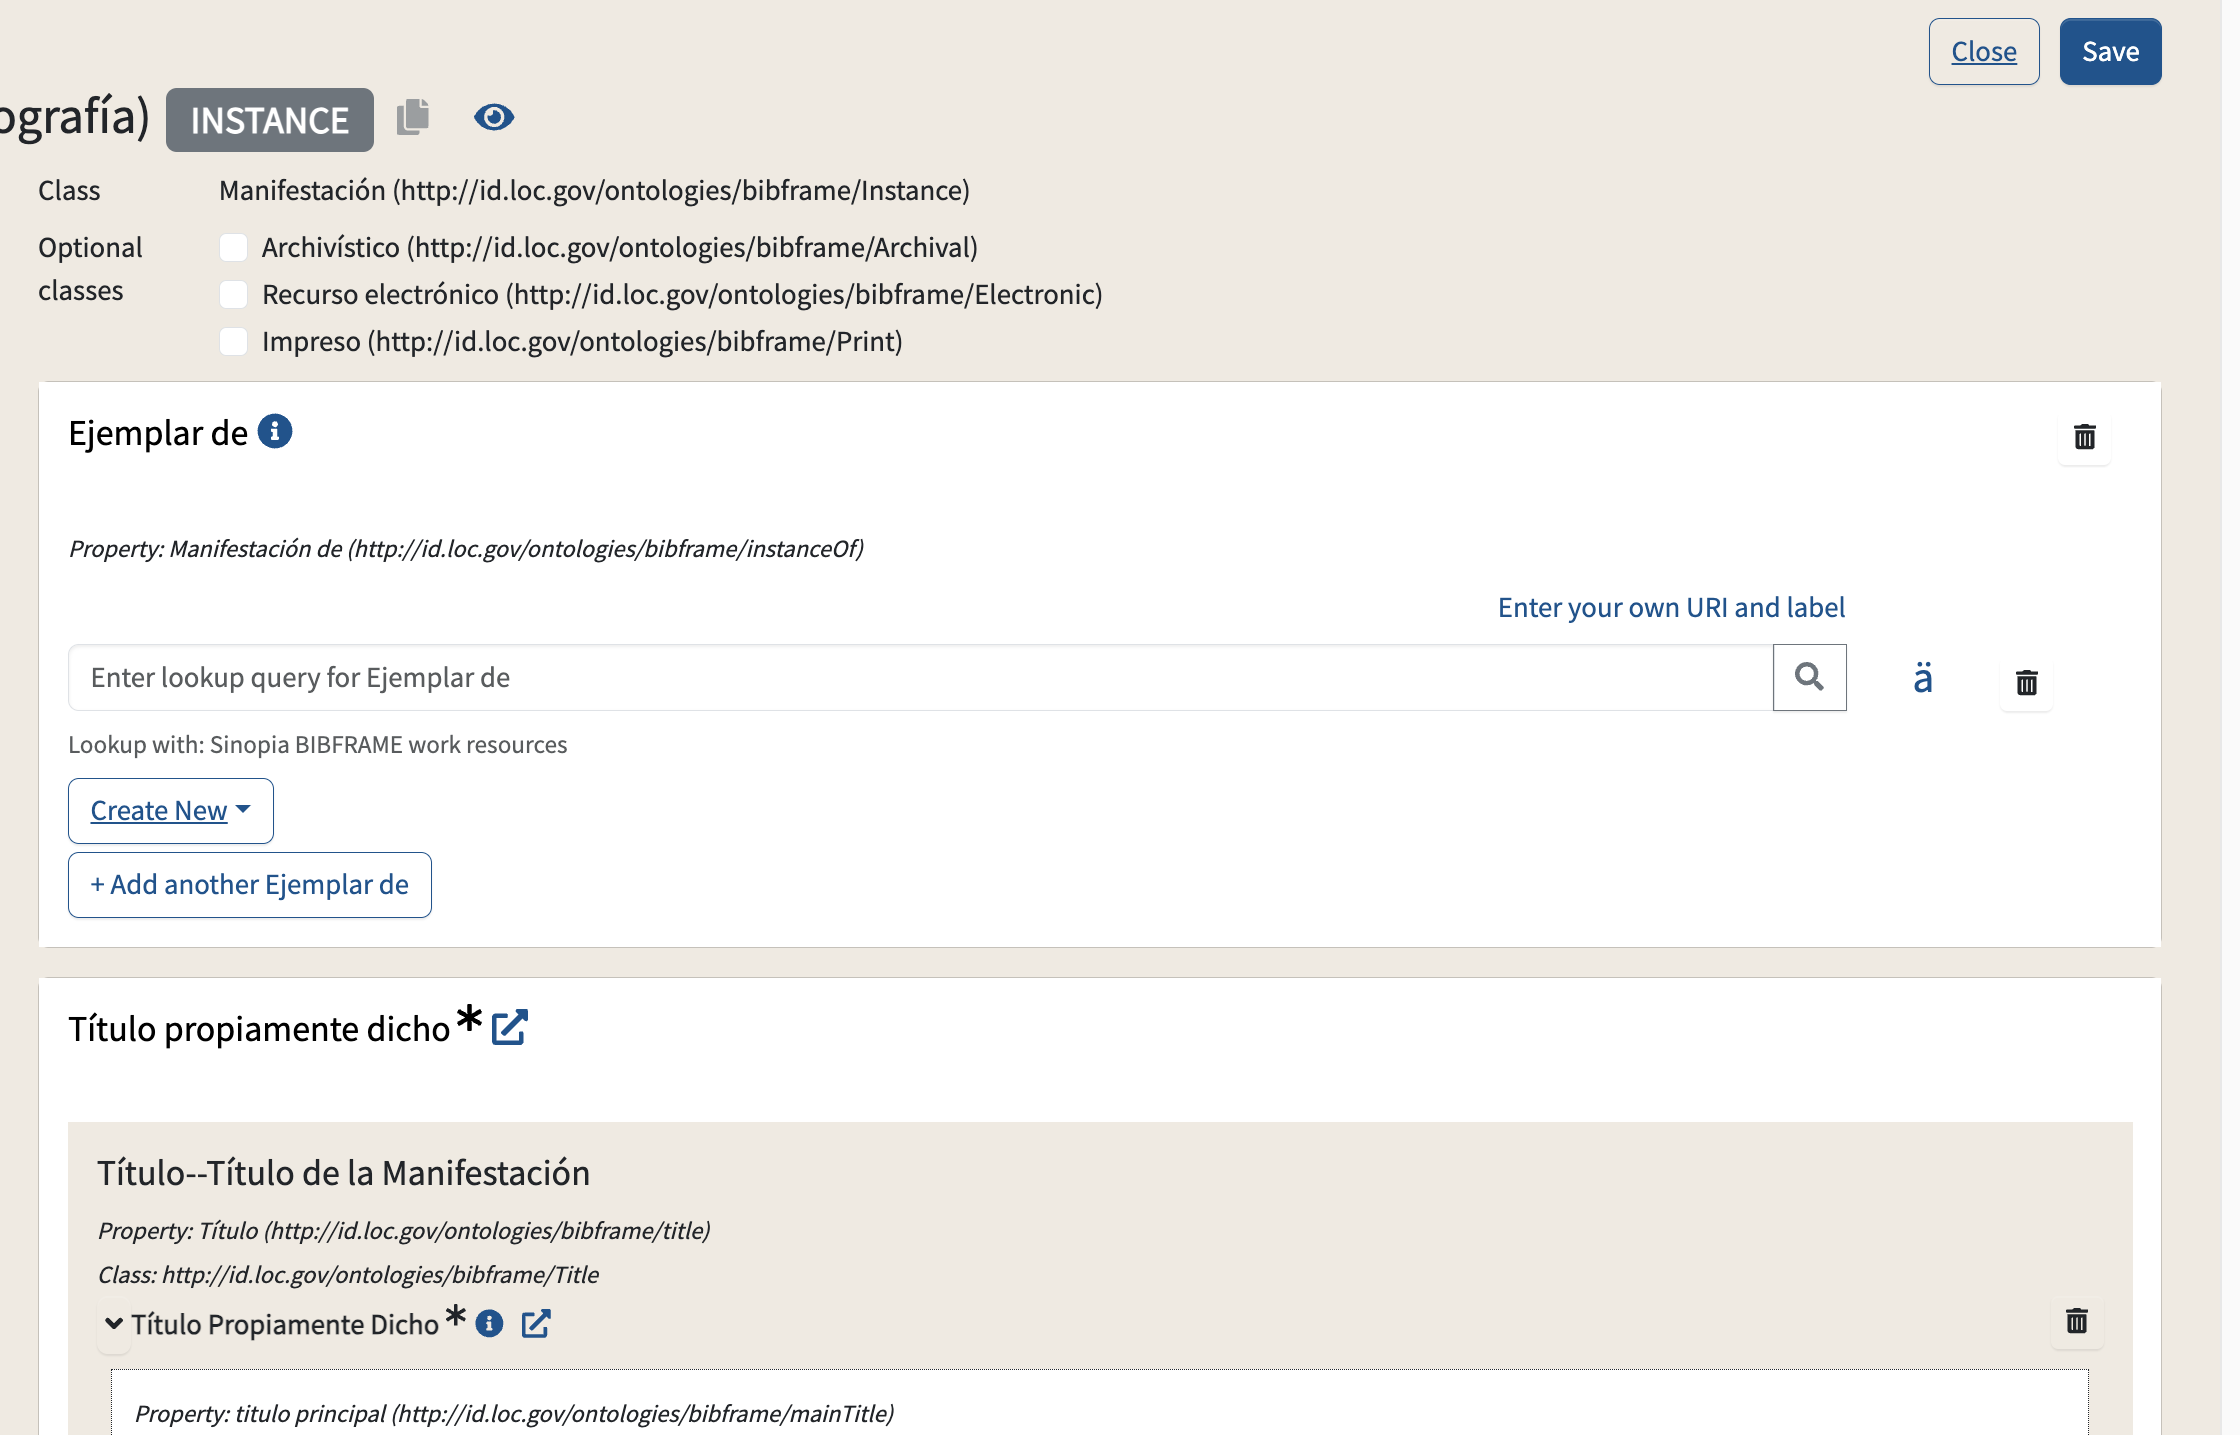 Close
Save
ografía)
INSTANCE
Class
Manifestación (http://id.loc.gov/ontologies/bibframe/Instance)
Optional classes
Archivístico (http://id.loc.gov/ontologies/bibframe/Archival)
Recurso electrónico (http://id.loc.gov/ontologies/bibframe/Electronic)
Impreso (http://id.loc.gov/ontologies/bibframe/Print)
Ejemplar de
Property: Manifestación de (http://id.loc.gov/ontologies/bibframe/instanceOf)
Enter your own URI and label
Enter lookup query for Ejemplar de
ä
Lookup with: Sinopia BIBFRAME work resources
Create New
+ Add another Ejemplar de
Título propiamente dicho *
Título--Título de la Manifestación
Property: Título (http://id.loc.gov/ontologies/bibframe/title)
Class: http://id.loc.gov/ontologies/bibframe/Title
Título Propiamente Dicho *
Property: titulo principal (http://id.loc.gov/ontologies/bibframe/mainTitle)